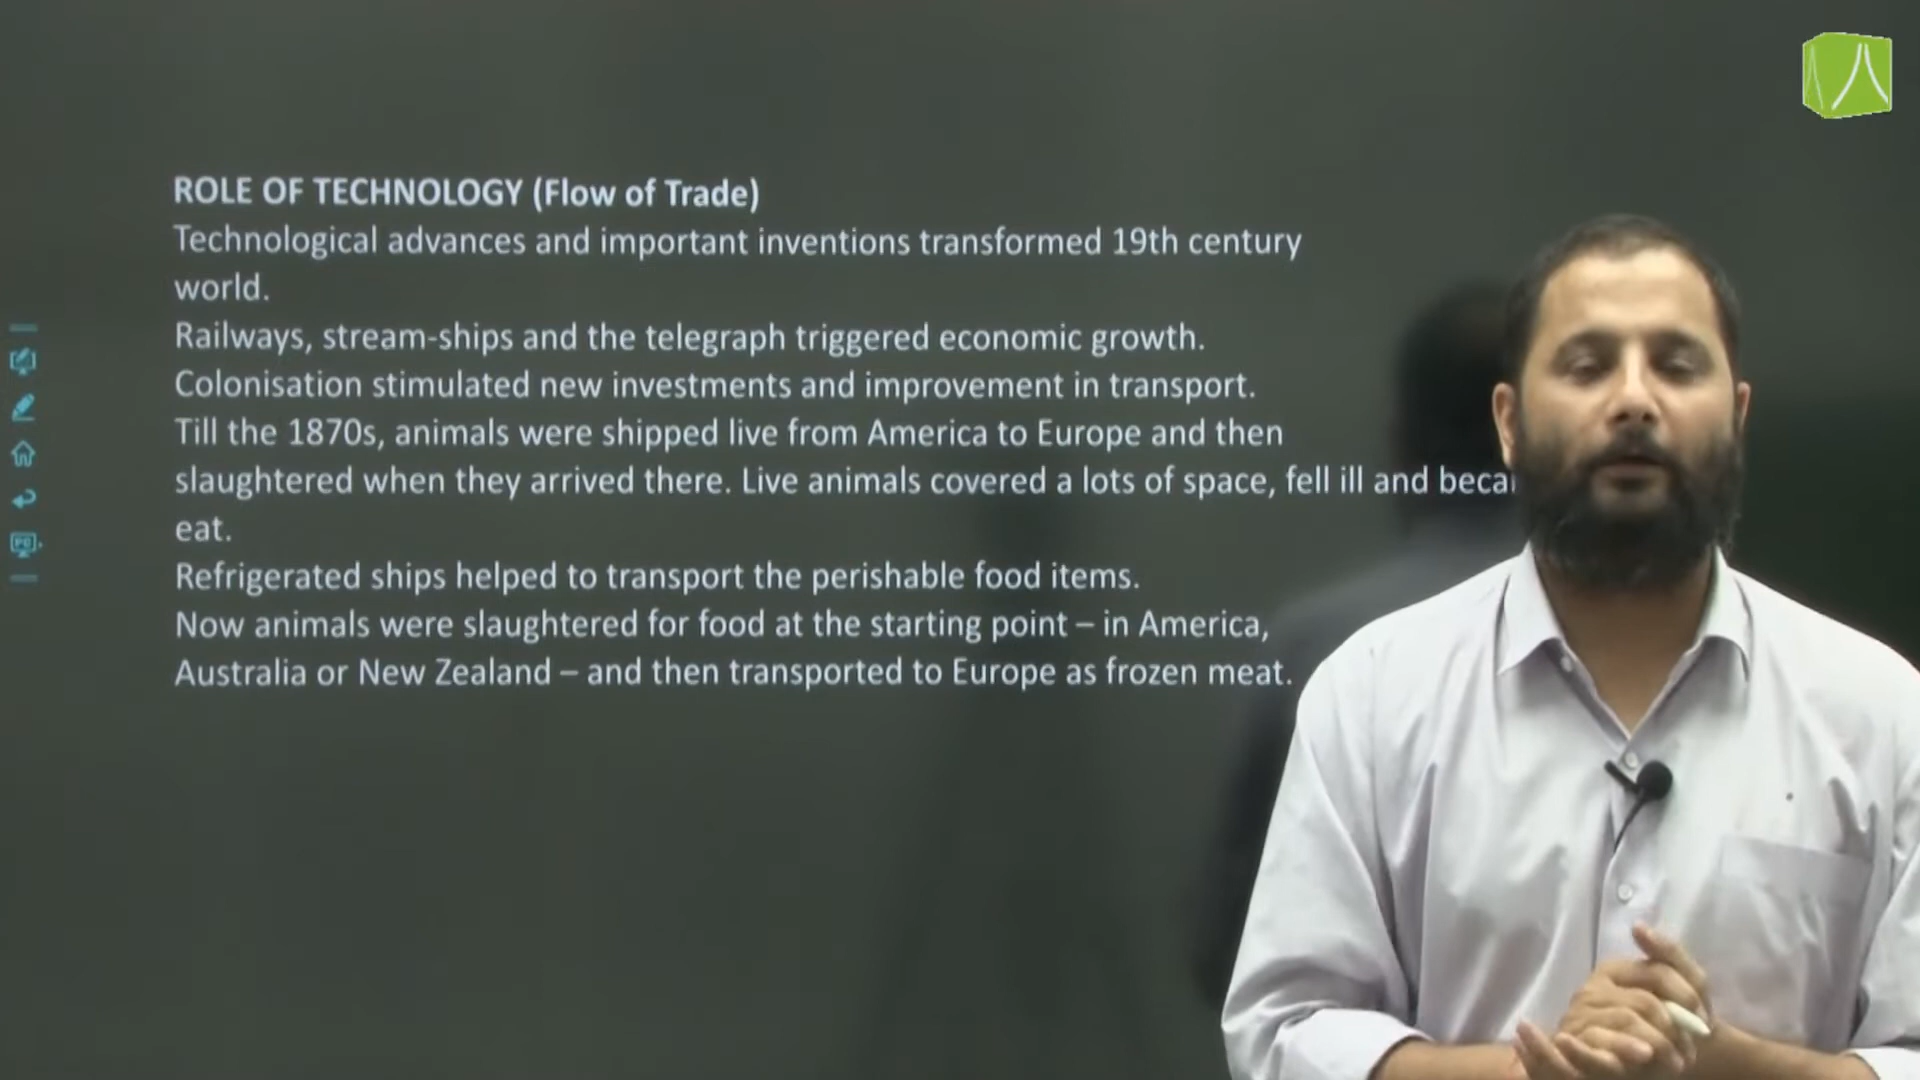 ROLE OF TECHNOLOGY (Flow of Trade)
Technological advances and important inventions transformed 19th century
world.
Railways, stream-ships and the telegraph triggered economic growth.
Colonisation stimulated new investments and improvement in transport.
Till the 1870s, animals were shipped live from America to Europe and then
slaughtered when they arrived there. Live animals covered a lots of space, fell ill and
eat.
Refrigerated ships helped to transport the perishable food items.
Now animals were slaughtered for food at the starting point – in America,
Australia or New Zealand – and then transported to Europe as frozen meat.